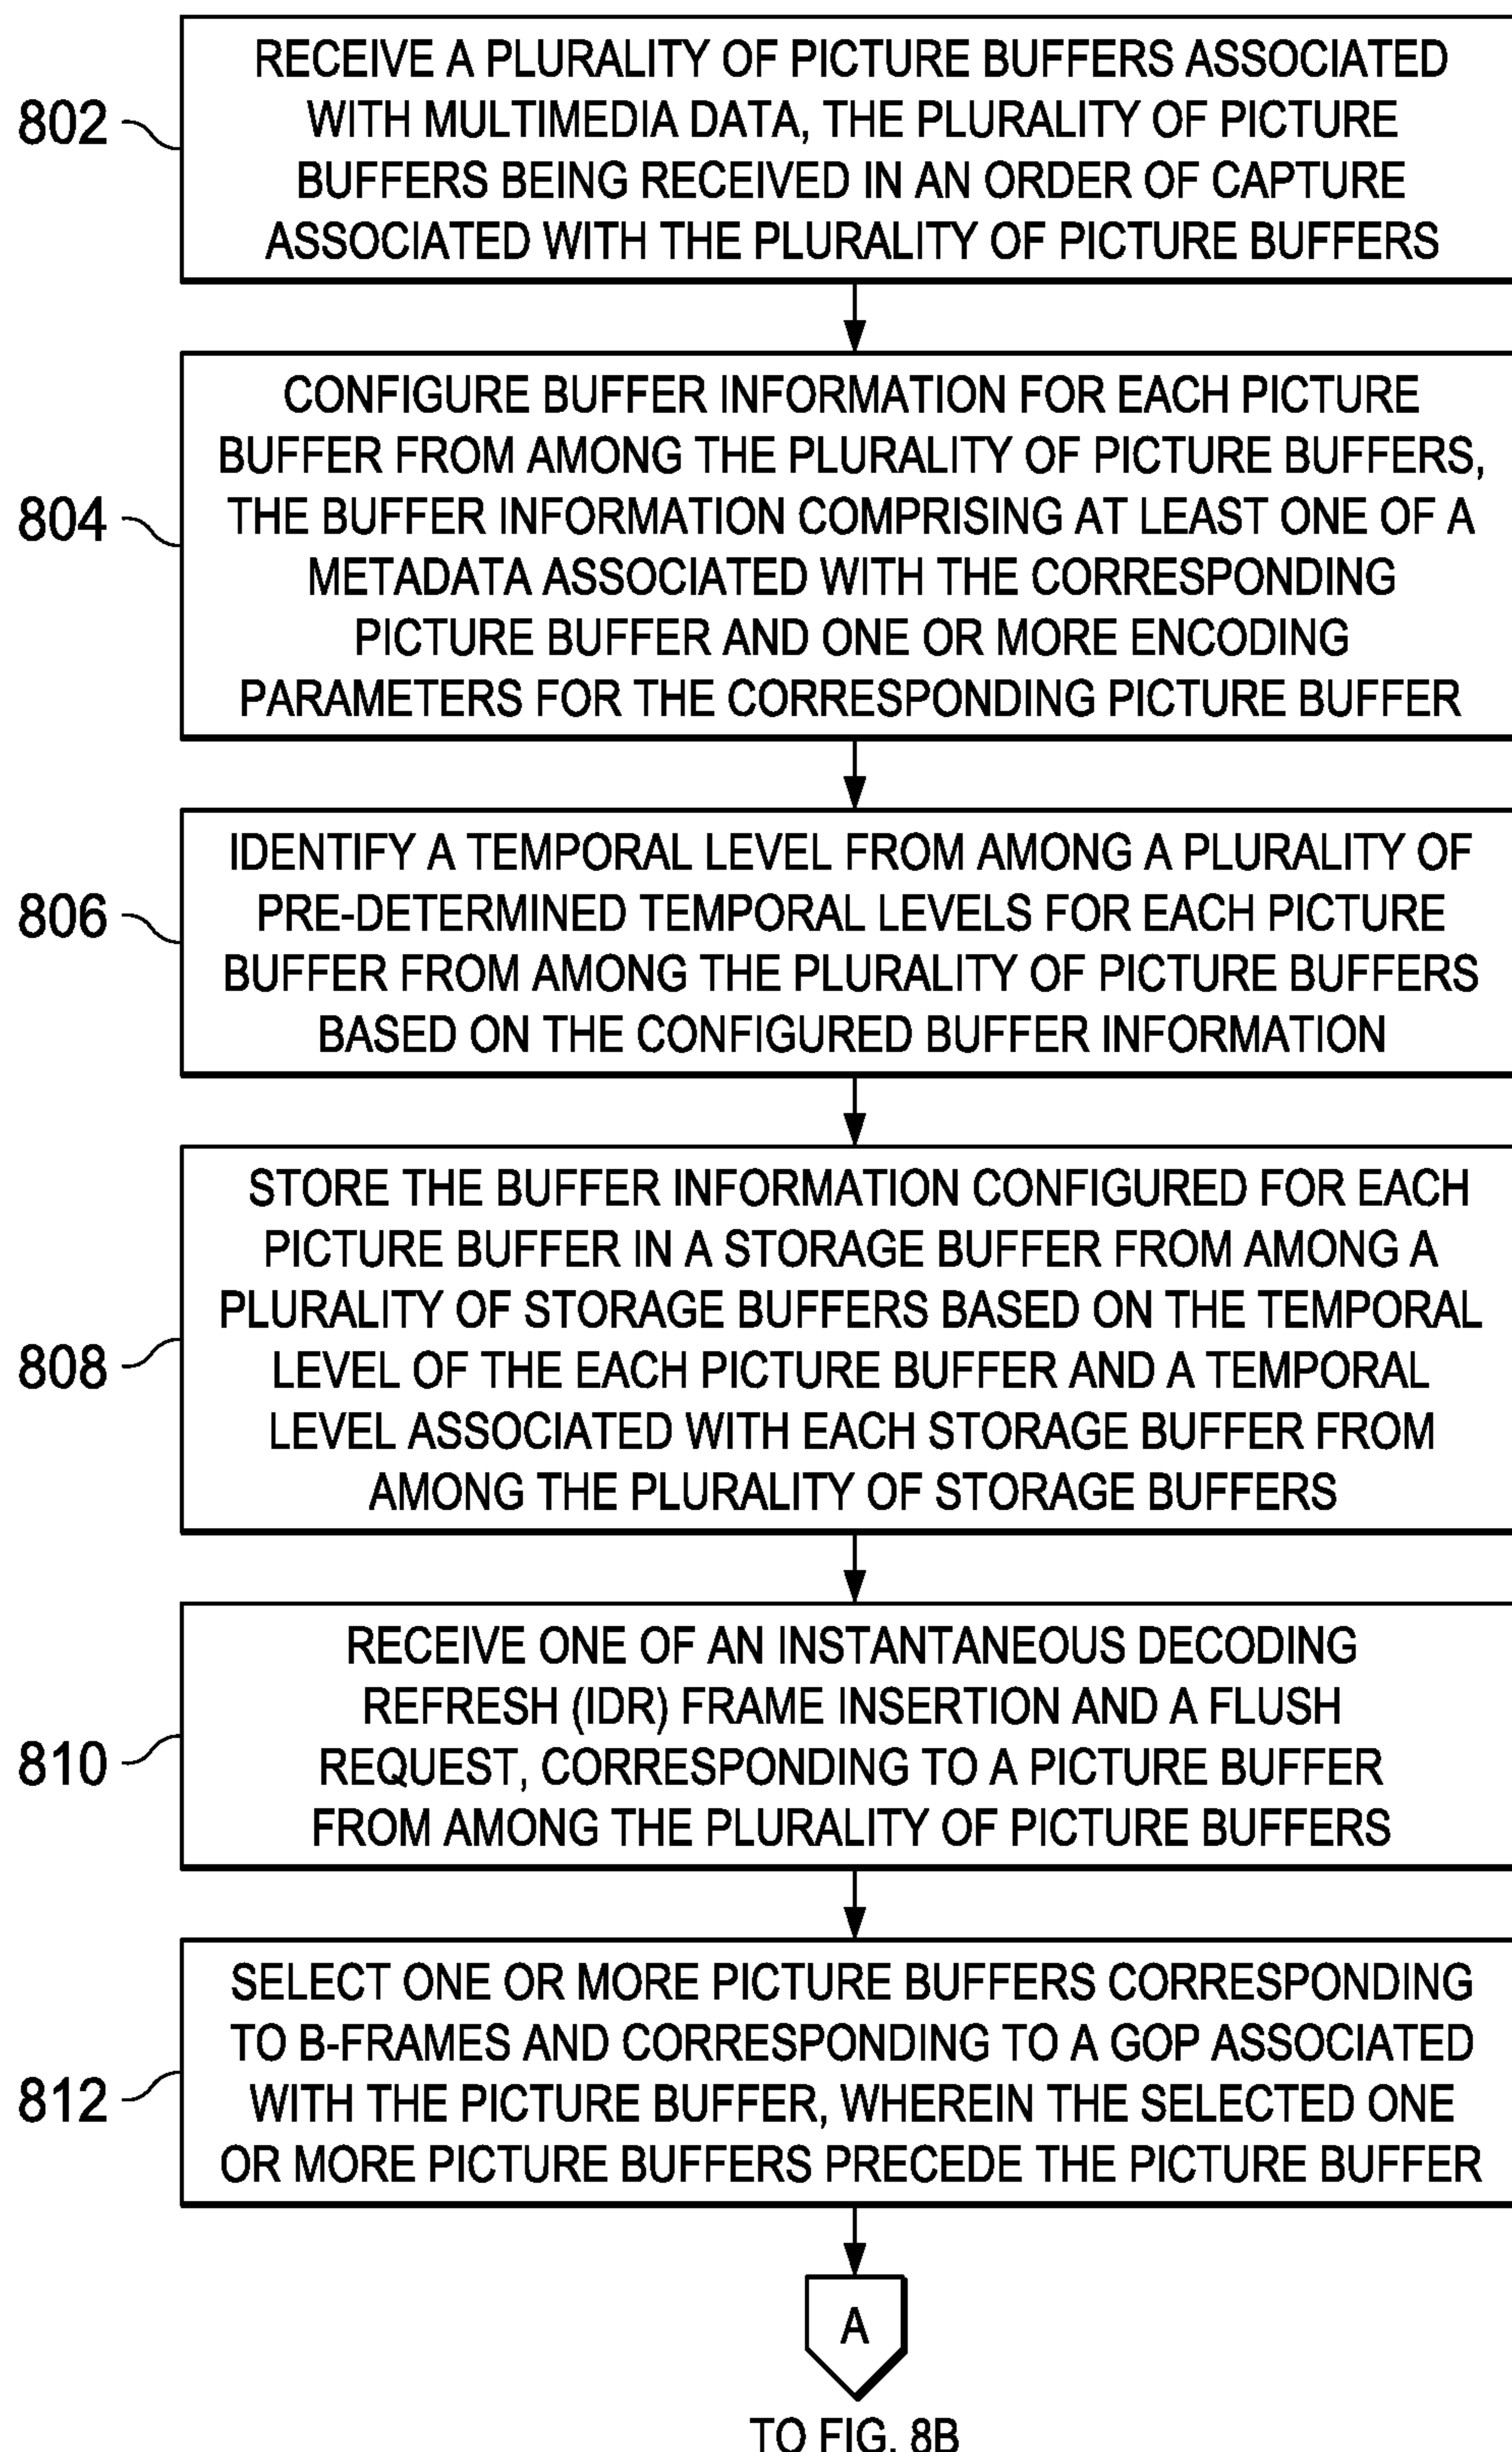 802
RECEIVE A PLURALITY OF PICTURE BUFFERS ASSOCIATED
WITH MULTIMEDIA DATA, THE PLURALITY OF PICTURE
BUFFERS BEING RECEIVED IN AN ORDER OF CAPTURE
ASSOCIATED WITH THE PLURALITY OF PICTURE BUFFERS
804
CONFIGURE BUFFER INFORMATION FOR EACH PICTURE
BUFFER FROM AMONG THE PLURALITY OF PICTURE BUFFERS,
THE BUFFER INFORMATION COMPRISING AT LEAST ONE OF A
METADATA ASSOCIATED WITH THE CORRESPONDING
PICTURE BUFFER AND ONE OR MORE ENCODING
PARAMETERS FOR THE CORRESPONDING PICTURE BUFFER
806
IDENTIFY A TEMPORAL LEVEL FROM AMONG A PLURALITY OF
PRE-DETERMINED TEMPORAL LEVELS FOR EACH PICTURE
BUFFER FROM AMONG THE PLURALITY OF PICTURE BUFFERS
BASED ON THE CONFIGURED BUFFER INFORMATION
808
STORE THE BUFFER INFORMATION CONFIGURED FOR EACH
PICTURE BUFFER IN A STORAGE BUFFER FROM AMONG A
PLURALITY OF STORAGE BUFFERS BASED ON THE TEMPORAL
LEVEL OF THE EACH PICTURE BUFFER AND A TEMPORAL
LEVEL ASSOCIATED WITH EACH STORAGE BUFFER FROM
AMONG THE PLURALITY OF STORAGE BUFFERS
810
RECEIVE ONE OF AN INSTANTANEOUS DECODING
REFRESH (IDR) FRAME INSERTION AND A FLUSH
REQUEST, CORRESPONDING TO A PICTURE BUFFER
FROM AMONG THE PLURALITY OF PICTURE BUFFERS
812
SELECT ONE OR MORE PICTURE BUFFERS CORRESPONDING
TO B-FRAMES AND CORRESPONDING TO A GOP ASSOCIATED
WITH THE PICTURE BUFFER, WHEREIN THE SELECTED ONE
OR MORE PICTURE BUFFERS PRECEDE THE PICTURE BUFFER
A
TO FIG. 8B